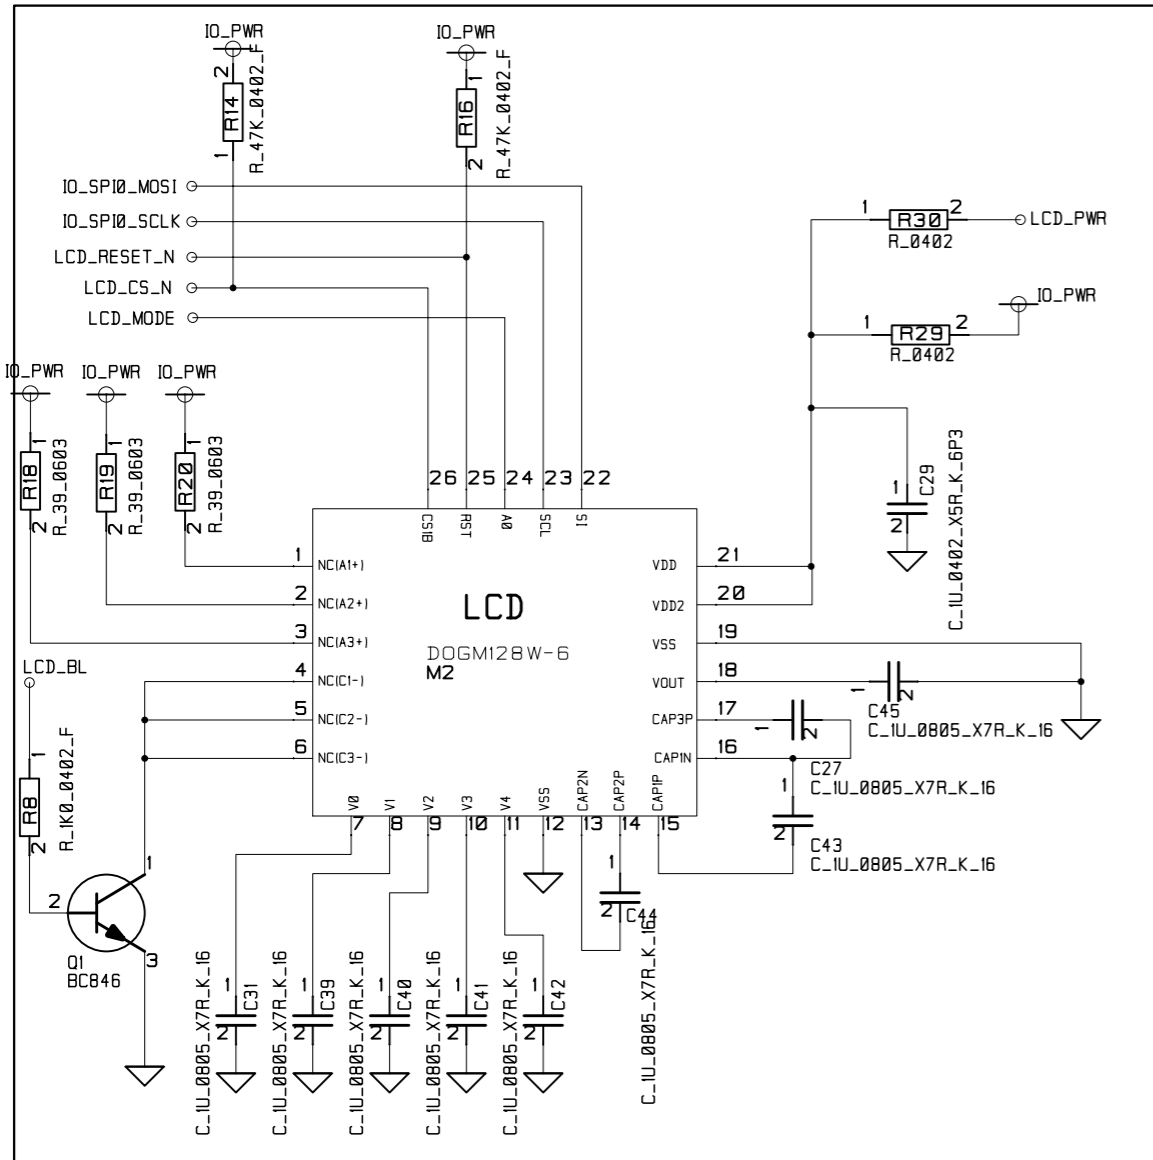 IO_PWR
IO_PWR
2
R14
1
R_47K_0402_F
1
R16
2
R_47K_0402_F
IO_SPI0_MOSI
IO_SPI0_SCLK
LCD_RESET_N
LCD_CS_N
LCD_MODE
1
R30
2
LCD_PWR
R_0402
IO_PWR
1
R29
2
R_0402
IO_PWR
IO_PWR
IO_PWR
1
R18
2
R_39_0603
1
R19
2
R_39_0603
1
R20
2
R_39_0603
1
C29
2
C_1U_0402_X5R_K_6P3
26 25 24 23 22
CS1B RST A0 SCL SI
1 NC(A1+)
2 NC(A2+)
3 NC(A3+)
4 NC(C1-)
5 NC(C2-)
6 NC(C3-)
LCD
DOGM128W-6
M2
VDD 21
VDD2 20
VSS 19
VOUT 18
CAP3P 17
CAP1N 16
V0 V1 V2 V3 V4 VSS CAP2N CAP2P CAP1P
7 8 9 10 11 12 13 14 15
LCD_BL
1
R8
2
R_1K0_0402_F
1
2
3
Q1
BC846
1
2
C45
C_1U_0805_X7R_K_16
1
2
C27
C_1U_0805_X7R_K_16
1
2
C43
C_1U_0805_X7R_K_16
1
2
C44
C_1U_0805_X7R_K_16
1
2
C31
C_1U_0805_X7R_K_16
1
2
C39
C_1U_0805_X7R_K_16
1
2
C40
C_1U_0805_X7R_K_16
1
2
C41
C_1U_0805_X7R_K_16
1
2
C42
C_1U_0805_X7R_K_16